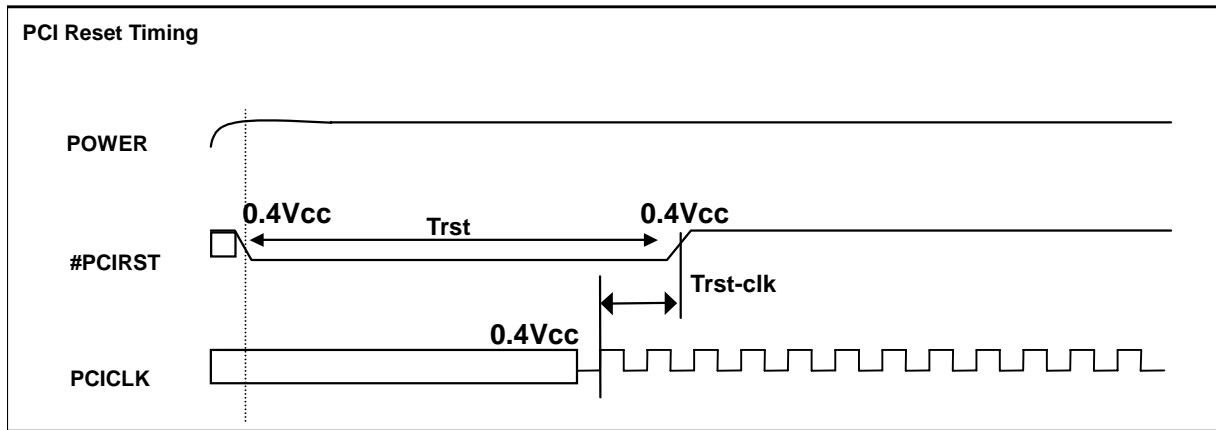 PCI Reset Timing
POWER
0.4Vcc
Trst
0.4Vcc
#PCIRST
Trst-clk
0.4Vcc
PCICLK